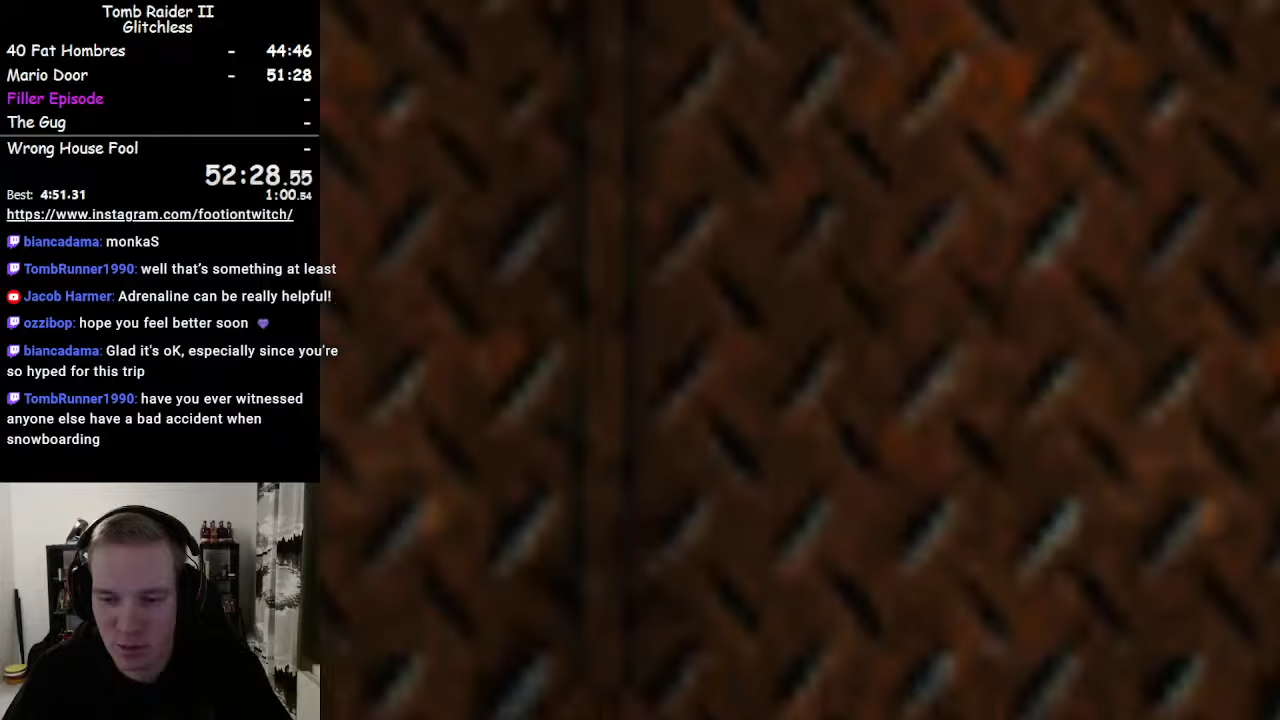 Tomb Raider II
Glitchless
40 Fat Hombres - 44:46
Mario Door - 51:28
Filler Episode -
The Gug -
Wrong House Fool -
52:28.55
Best: 4:51.31 1:00.54
https://www.instagram.com/footiontwitch/
biancadama: monkaS
TombRunner1990: well that's something at least
Jacob Harmer: Adrenaline can be really helpful!
ozzibop: hope you feel better soon 💜
biancadama: Glad it's oK, especially since you're
so hyped for this trip
TombRunner1990: have you ever witnessed
anyone else have a bad accident when
snowboarding